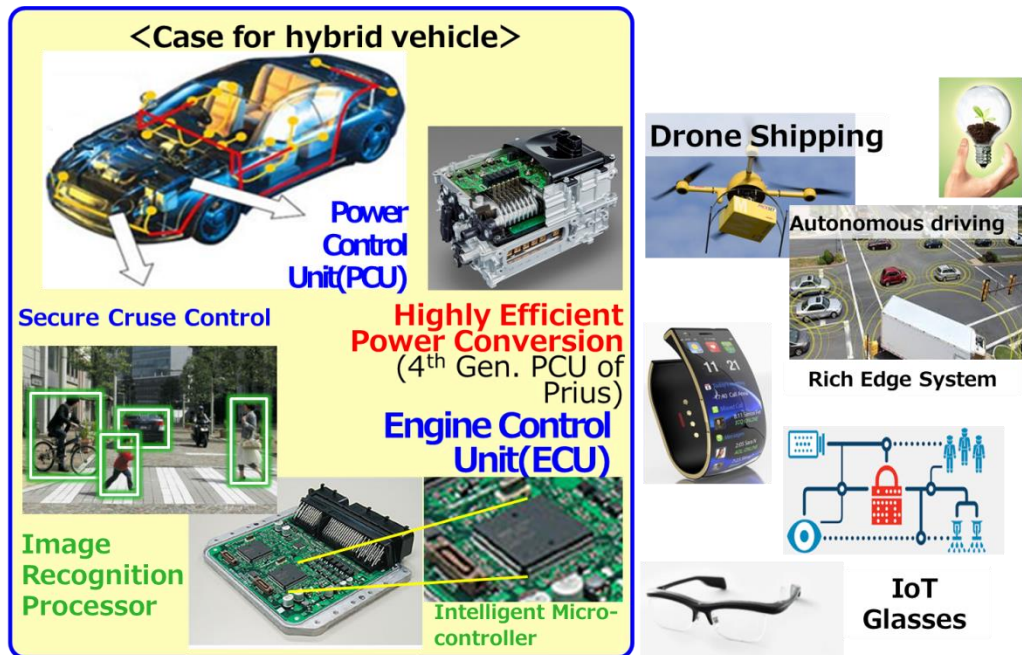 <Case for hybrid vehicle>
Power
Control
Unit(PCU)
Secure Cruse Control
Highly Efficient
Power Conversion
(4th Gen. PCU of
Prius)
Engine Control
Unit(ECU)
Image
Recognition
Processor
Intelligent Micro-
controller
Drone Shipping
Autonomous driving
11 21
Rich Edge System
IoT
Glasses